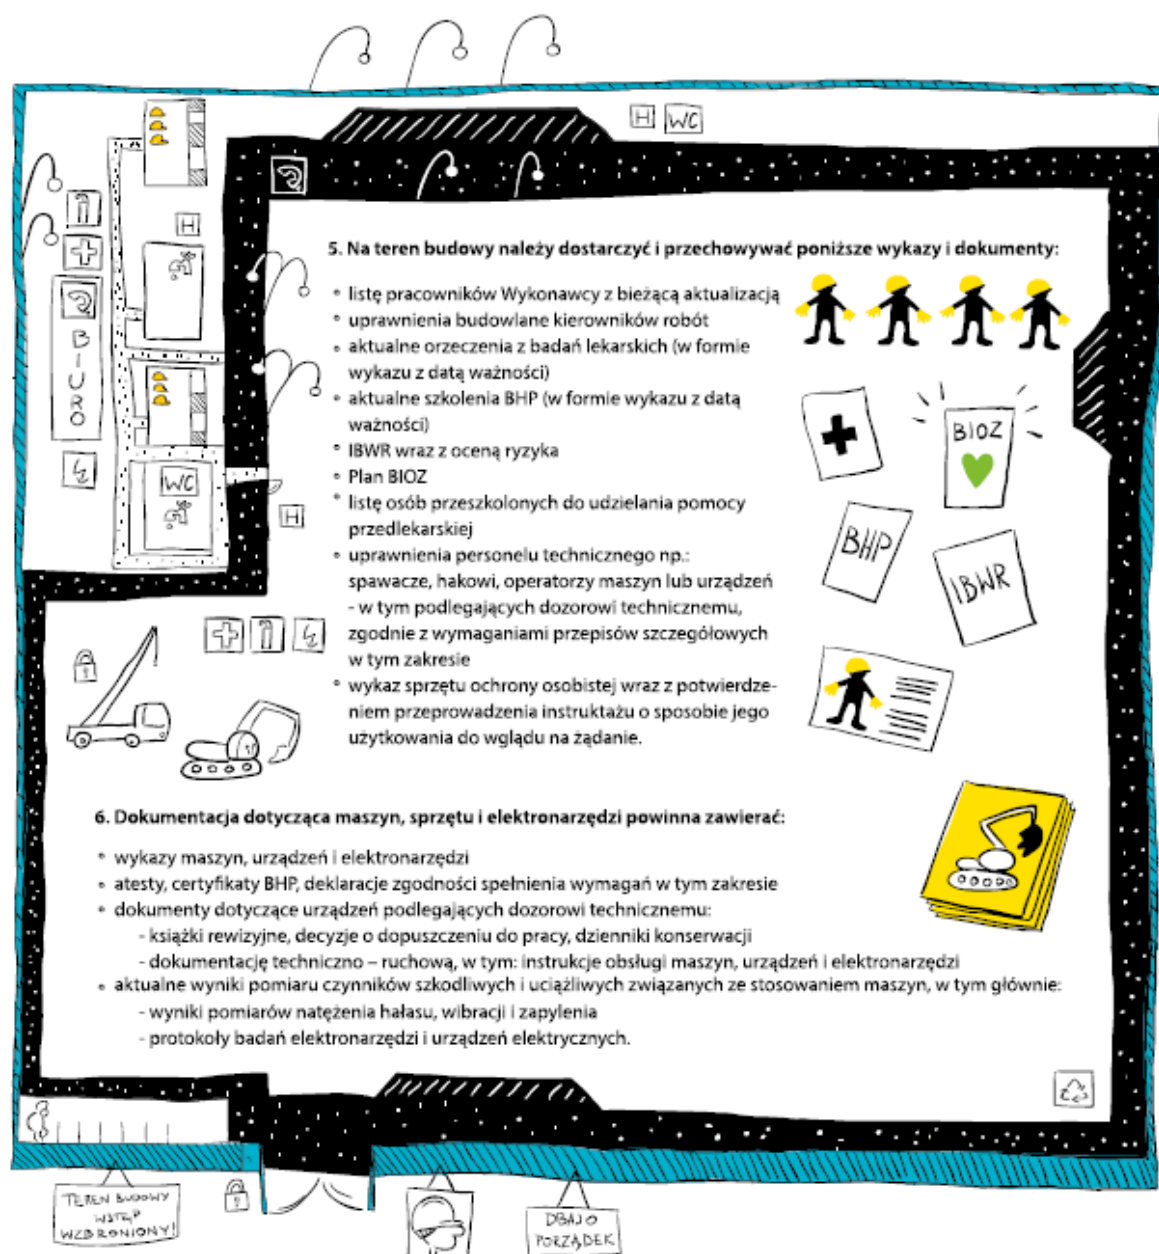 H WC
H
BIURO
WC
H
5. Na teren budowy należy dostarczyć i przechowywać poniższe wykazy i dokumenty:
• listę pracowników Wykonawcy z bieżącą aktualizacją
• uprawnienia budowlane kierowników robót
• aktualne orzeczenia z badań lekarskich (w formie
wykazu z datą ważności)
• aktualne szkolenia BHP (w formie wykazu z datą
ważności)
• IBWR wraz z oceną ryzyka
• Plan BIOZ
• listę osób przeszkolonych do udzielania pomocy
przedlekarskiej
• uprawnienia personelu technicznego np.:
spawacze, hakowi, operatorzy maszyn lub urządzeń
- w tym podlegających dozorowi technicznemu,
zgodnie z wymaganiami przepisów szczegółowych
w tym zakresie
• wykaz sprzętu ochrony osobistej wraz z potwierdze-
niem przeprowadzenia instruktażu o sposobie jego
użytkowania do wglądu na żądanie.
BIOZ
BHP
IBWR
6. Dokumentacja dotycząca maszyn, sprzętu i elektronarzędzi powinna zawierać:
• wykazy maszyn, urządzeń i elektronarzędzi
• atesty, certyfikaty BHP, deklaracje zgodności spełnienia wymagań w tym zakresie
• dokumenty dotyczące urządzeń podlegających dozorowi technicznemu:
- książki rewizyjne, decyzje o dopuszczeniu do pracy, dzienniki konserwacji
- dokumentację techniczno – ruchową, w tym: instrukcje obsługi maszyn, urządzeń i elektronarzędzi
• aktualne wyniki pomiaru czynników szkodliwych i uciążliwych związanych ze stosowaniem maszyn, w tym głównie:
- wyniki pomiarów natężenia hałasu, wibracji i zapylenia
- protokoły badań elektronarzędzi i urządzeń elektrycznych.
TEREN BUDOWY
WSTĘP
WZBRONIONY!
DBAJ O
PORZĄDEK